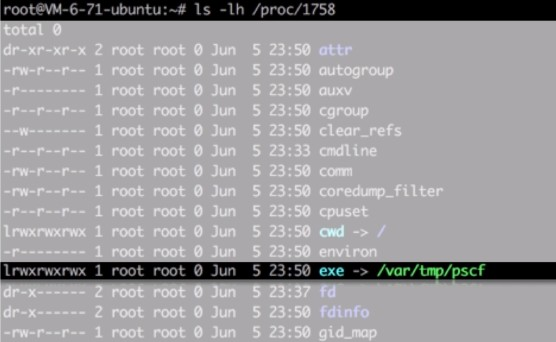 root@VM-6-71-ubuntu:~# ls -lh /proc/1758
total 0
dr-xr-xr-x 2 root root 0 Jun  5 23:50 attr
-rw-r--r-- 1 root root 0 Jun  5 23:50 autogroup
-r-------- 1 root root 0 Jun  5 23:50 auxv
-r--r--r-- 1 root root 0 Jun  5 23:50 cgroup
--w------- 1 root root 0 Jun  5 23:50 clear_refs
-r--r--r-- 1 root root 0 Jun  5 23:33 cmdline
-rw-r--r-- 1 root root 0 Jun  5 23:50 comm
-rw-r--r-- 1 root root 0 Jun  5 23:50 coredump_filter
-r--r--r-- 1 root root 0 Jun  5 23:50 cpuset
lrwxrwxrwx 1 root root 0 Jun  5 23:50 cwd -> /
-r-------- 1 root root 0 Jun  5 23:50 environ
lrwxrwxrwx 1 root root 0 Jun  5 23:50 exe -> /var/tmp/pscf
dr-x------ 2 root root 0 Jun  5 23:37 fd
dr-x------ 2 root root 0 Jun  5 23:50 fdinfo
-rw-r--r-- 1 root root 0 Jun  5 23:50 gid_map